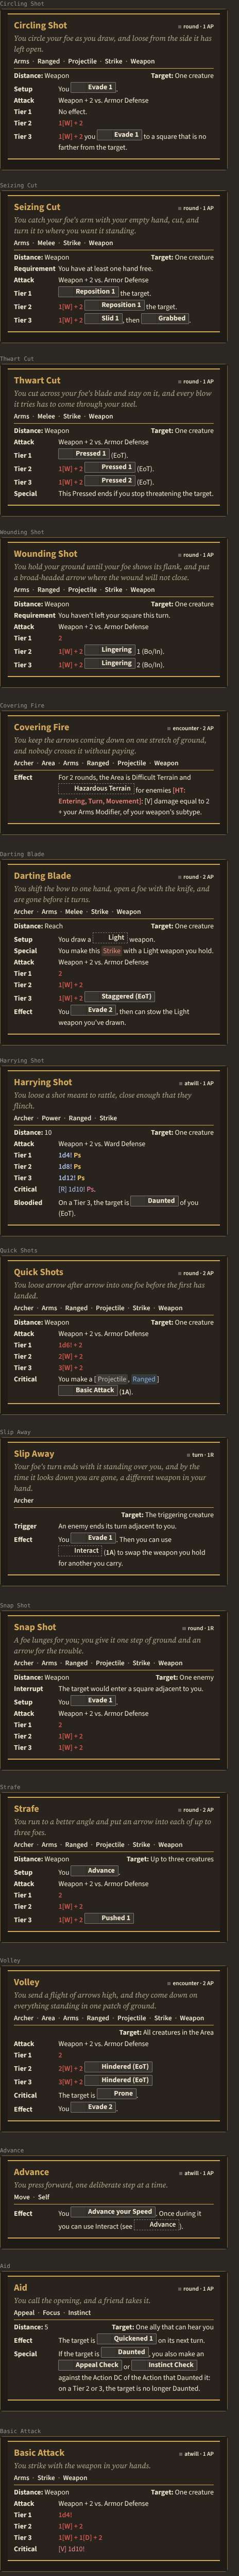 Circling Shot
Circling Shot
round · 1 AP
You circle your foe as you draw, and loose from the side it has
left open.
Arms · Ranged · Projectile · Strike · Weapon
Distance: Weapon Target: One creature
Setup You Evade 1.
Attack Weapon + 2 vs. Armor Defense
Tier 1 No effect.
Tier 2 1[W] + 2
Tier 3 1[W] + 2 you Evade 1 to a square that is no
farther from the target.
Seizing Cut
Seizing Cut
round · 1 AP
You catch your foe's arm with your empty hand, cut, and
turn it to where you want it standing.
Arms · Melee · Strike · Weapon
Distance: Weapon Target: One creature
Requirement You have at least one hand free.
Attack Weapon + 2 vs. Armor Defense
Tier 1 Reposition 1 the target.
Tier 2 1[W] + 2 Reposition 1 the target.
Tier 3 1[W] + 2 Slid 1, then Grabbed.
Thwart Cut
Thwart Cut
round · 1 AP
You cut across your foe's blade and stay on it, and every blow
it tries has to come through your steel.
Arms · Melee · Strike · Weapon
Distance: Weapon Target: One creature
Attack Weapon + 2 vs. Armor Defense
Tier 1 Pressed 1 (EoT).
Tier 2 1[W] + 2 Pressed 1 (EoT).
Tier 3 1[W] + 2 Pressed 2 (EoT).
Special This Pressed ends if you stop threatening the target.
Wounding Shot
Wounding Shot
round · 1 AP
You hold your ground until your foe shows its flank, and put
a broad-headed arrow where the wound will not close.
Arms · Ranged · Projectile · Strike · Weapon
Distance: Weapon Target: One creature
Requirement You haven't left your square this turn.
Attack Weapon + 2 vs. Armor Defense
Tier 1 2
Tier 2 1[W] + 2 Lingering 1 (Bo/In).
Tier 3 1[W] + 2 Lingering 2 (Bo/In).
Covering Fire
Covering Fire
encounter · 2 AP
You keep the arrows coming down on one stretch of ground,
and nobody crosses it without paying.
Archer · Area · Arms · Ranged · Projectile · Weapon
Effect For 2 rounds, the Area is Difficult Terrain and
Hazardous Terrain for enemies [HT:
Entering, Turn, Movement]: [V] damage equal to 2
+ your Arms Modifier, of your weapon's subtype.
Darting Blade
Darting Blade
round · 2 AP
You shift the bow to one hand, open a foe with the knife, and
are gone before it turns.
Archer · Arms · Melee · Strike · Weapon
Distance: Reach Target: One creature
Setup You draw a Light weapon.
Special You make this Strike with a Light weapon you hold.
Attack Weapon + 2 vs. Armor Defense
Tier 1 2
Tier 2 1[W] + 2
Tier 3 1[W] + 2 Staggered (EoT)
Effect You Evade 2, then can stow the Light
weapon you've drawn.
Harrying Shot
Harrying Shot
atwill · 1 AP
You loose a shot meant to rattle, close enough that they
flinch.
Archer · Power · Ranged · Strike
Distance: 10 Target: One creature
Attack Weapon + 2 vs. Ward Defense
Tier 1 1d4! Ps
Tier 2 1d8! Ps
Tier 3 1d12! Ps
Critical [R] 1d10! Ps.
Bloodied On a Tier 3, the target is Daunted of you
(EoT).
Quick Shots
Quick Shots
round · 2 AP
You loose arrow after arrow into one foe before the first has
landed.
Archer · Arms · Ranged · Projectile · Strike · Weapon
Distance: Weapon Target: One creature
Attack Weapon + 2 vs. Armor Defense
Tier 1 1d6! + 2
Tier 2 2[W] + 2
Tier 3 3[W] + 2
Critical You make a [Projectile, Ranged]
Basic Attack (1A).
Slip Away
Slip Away
turn · 1R
Your foe's turn ends with it standing over you, and by the
time it looks down you are gone, a different weapon in your
hand.
Archer
Target: The triggering creature
Trigger An enemy ends its turn adjacent to you.
Effect You Evade 1. Then you can use
Interact (1A) to swap the weapon you hold
for another you carry.
Snap Shot
Snap Shot
round · 1R
A foe lunges for you; you give it one step of ground and an
arrow for the trouble.
Archer · Arms · Ranged · Projectile · Strike · Weapon
Distance: Weapon Target: One enemy
Interrupt The target would enter a square adjacent to you.
Setup You Evade 1.
Attack Weapon + 2 vs. Armor Defense
Tier 1 2
Tier 2 1[W] + 2
Tier 3 1[W] + 2
Strafe
Strafe
round · 2 AP
You run to a better angle and put an arrow into each of up to
three foes.
Archer · Arms · Ranged · Projectile · Strike · Weapon
Distance: Weapon Target: Up to three creatures
Setup You Advance.
Attack Weapon + 2 vs. Armor Defense
Tier 1 2
Tier 2 1[W] + 2
Tier 3 1[W] + 2 Pushed 1
Volley
Volley
encounter · 2 AP
You send a flight of arrows high, and they come down on
everything standing in one patch of ground.
Archer · Area · Arms · Ranged · Projectile · Strike · Weapon
Target: All creatures in the Area
Attack Weapon + 2 vs. Armor Defense
Tier 1 2
Tier 2 2[W] + 2 Hindered (EoT)
Tier 3 3[W] + 2 Hindered (EoT)
Critical The target is Prone.
Effect You Evade 2.
Advance
Advance
atwill · 1 AP
You press forward, one deliberate step at a time.
Move · Self
Effect You Advance your Speed. Once during it
you can use Interact (see Advance).
Aid
Aid
round · 1 AP
You call the opening, and a friend takes it.
Appeal · Focus · Instinct
Distance: 5 Target: One ally that can hear you
Effect The target is Quickened 1 on its next turn.
Special If the target is Daunted, you also make an
Appeal Check or Instinct Check
against the Action DC of the Action that Daunted it:
on a Tier 2 or 3, the target is no longer Daunted.
Basic Attack
Basic Attack
atwill · 1 AP
You strike with the weapon in your hands.
Arms · Strike · Weapon
Distance: Weapon Target: One creature
Attack Weapon + 2 vs. Armor Defense
Tier 1 1d4!
Tier 2 1[W] + 2
Tier 3 1[W] + 1[D] + 2
Critical [V] 1d10!